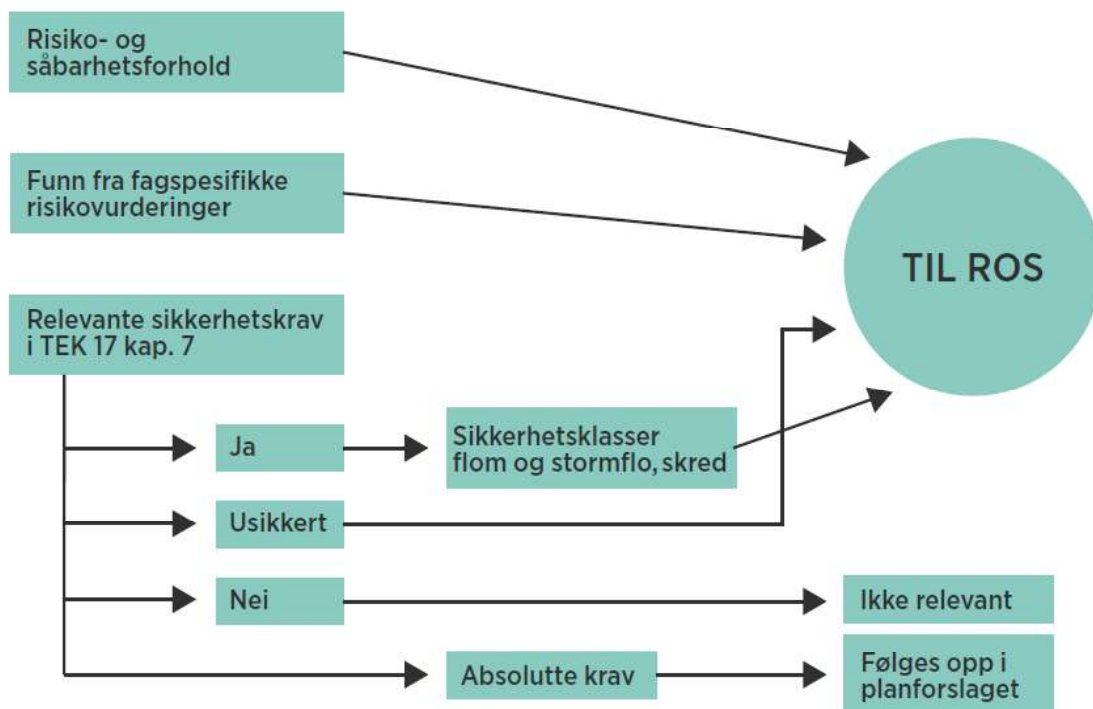 Risiko- og
såbarhetsforhold
Funn fra fagspesifikke
risikovurderinger
TIL ROS
Relevante sikkerhetskrav
i TEK 17 kap. 7
Ja
Sikkerhetsklasser
flom og stormflo, skred
Usikkert
Nei
Ikke relevant
Absolutte krav
Følges opp i
planforslaget